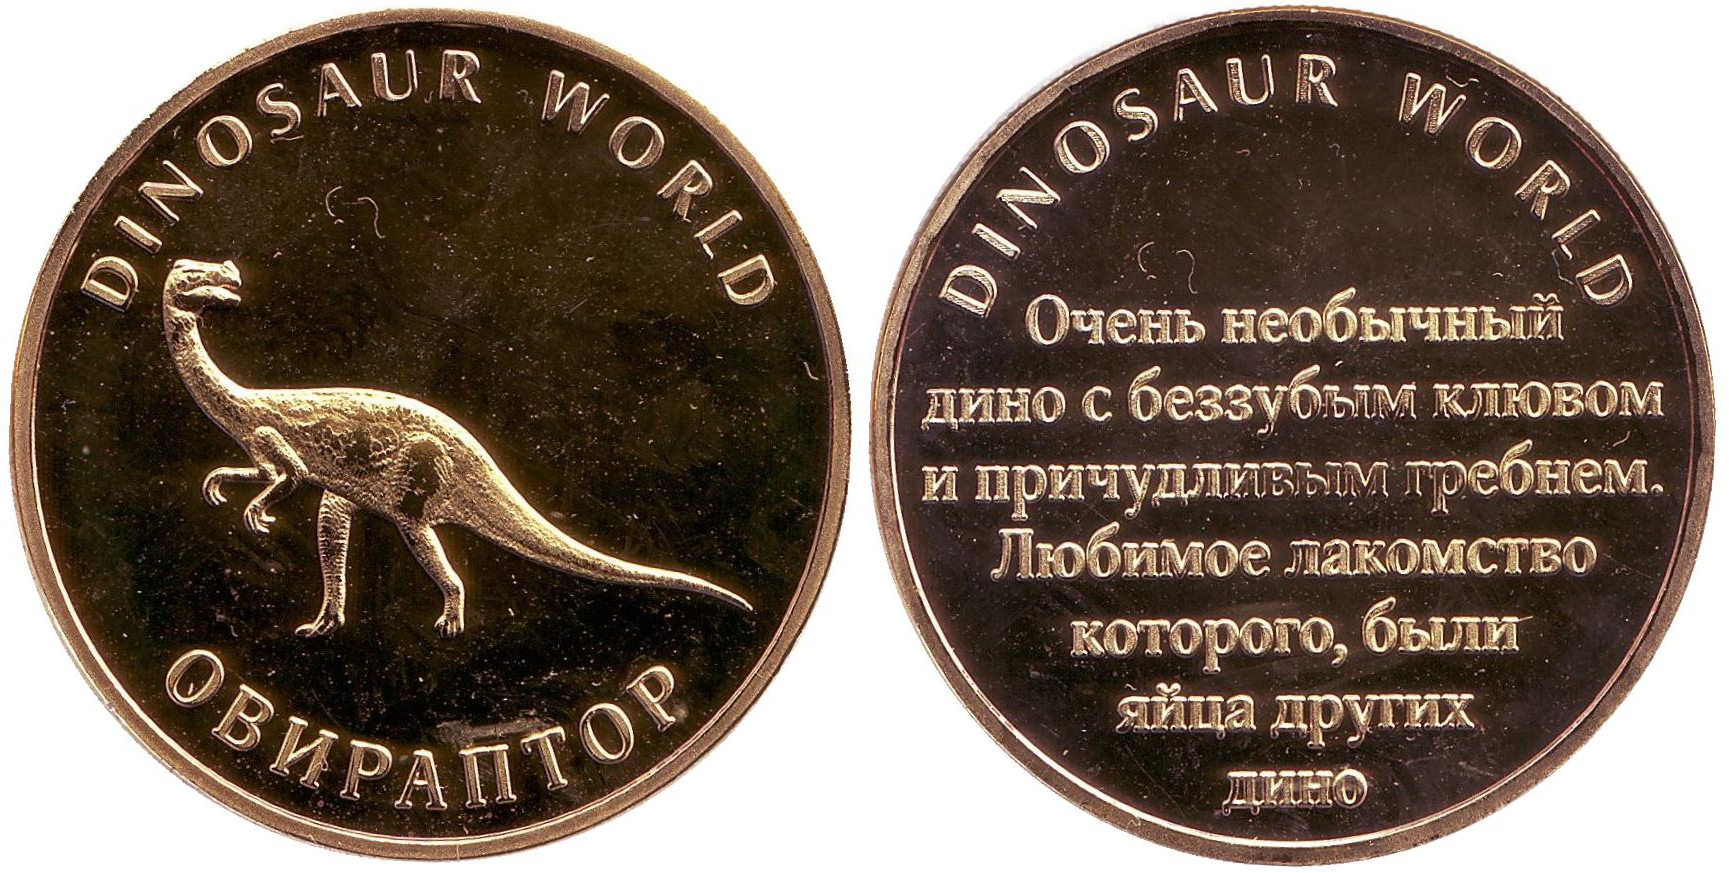 DINOSAUR WORLD
ОВИРАПТОР
DINOSAUR WORLD
Очень необычный
дино с беззубым клювом
и причудливым гребнем.
Любимое лакомство
которого, были
яйца других
дино